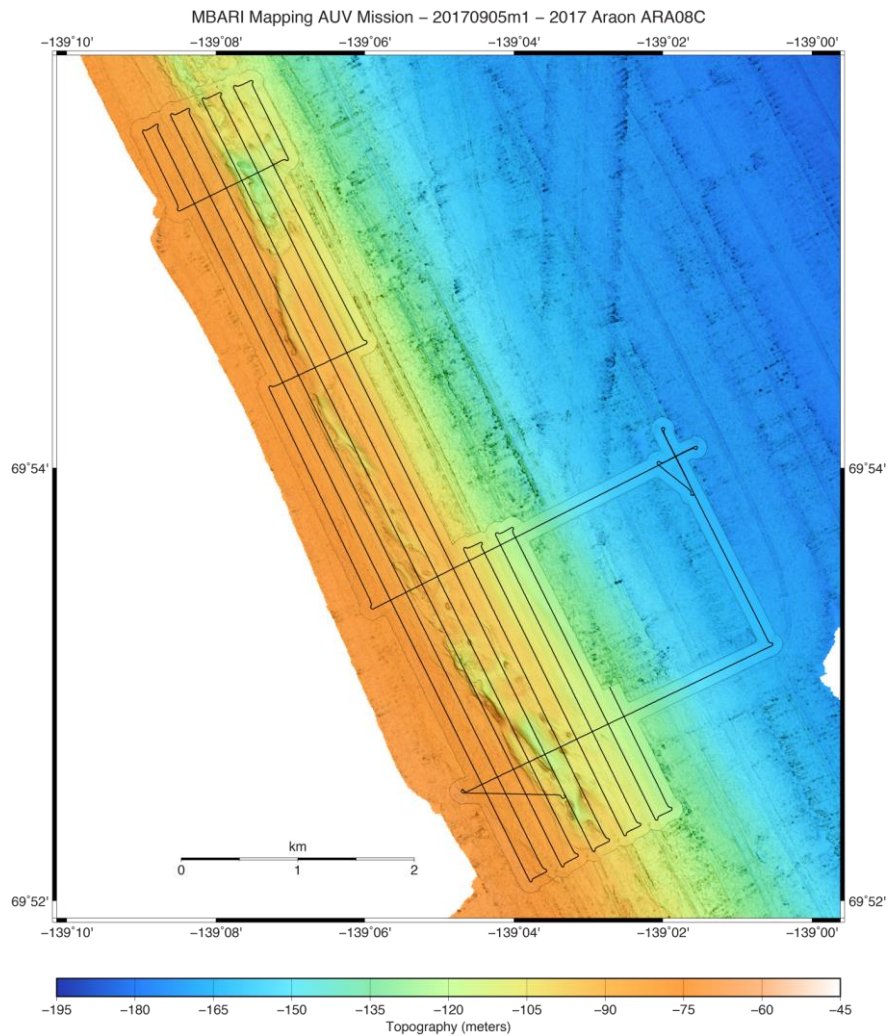 MBARI Mapping AUV Mission – 20170905m1 – 2017 Araon ARA08C
−139˚10' −139˚08' −139˚06' −139˚04' −139˚02' −139˚00'
69˚54' 69˚54'
km
0 1 2
69˚52' 69˚52'
−139˚10' −139˚08' −139˚06' −139˚04' −139˚02' −139˚00'
−195 −180 −165 −150 −135 −120 −105 −90 −75 −60 −45
Topography (meters)